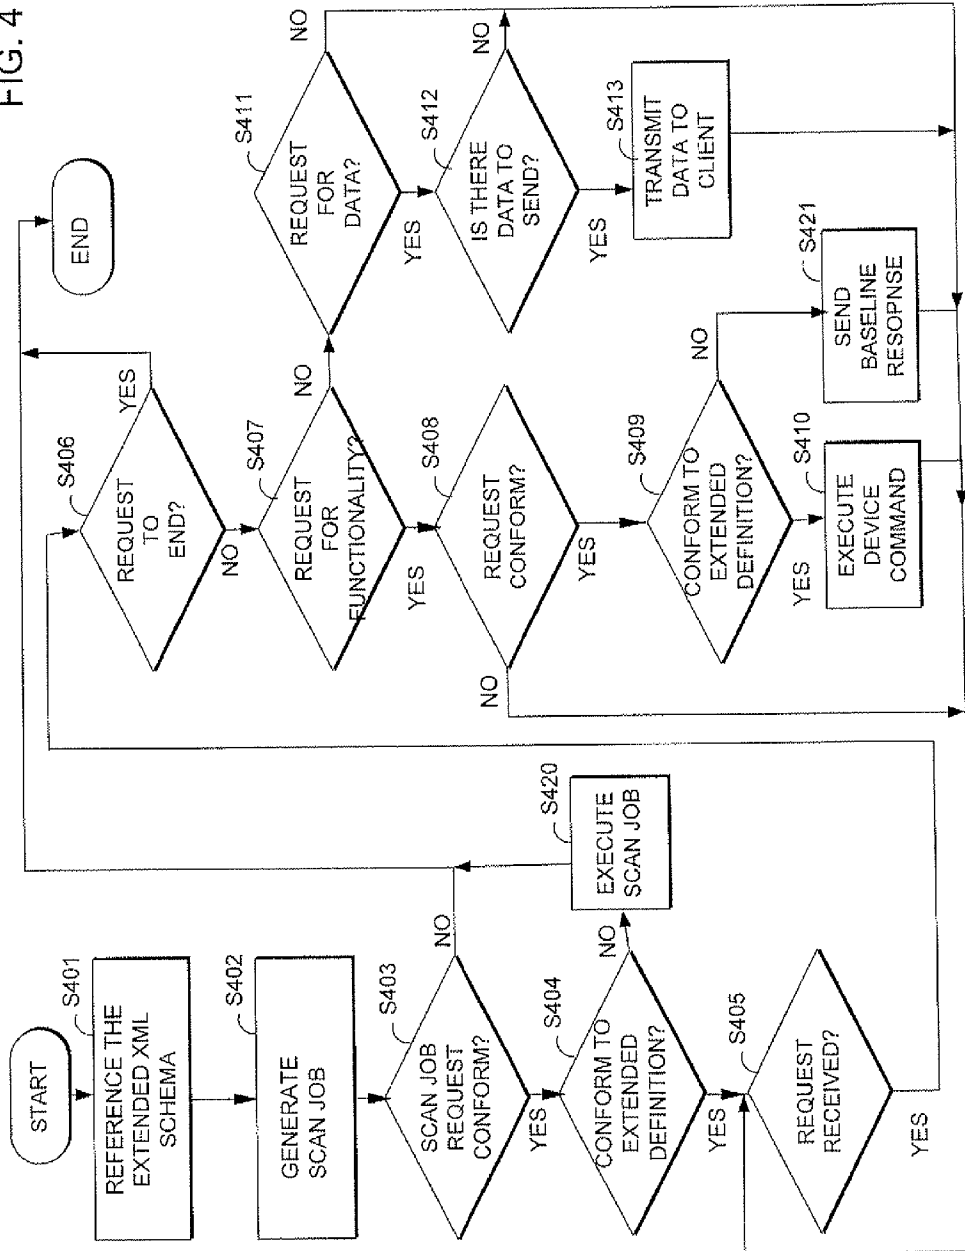 FIG. 4
START
S401
REFERENCE THE
EXTENDED XML
SCHEMA
S402
GENERATE
SCAN JOB
S403
SCAN JOB
REQUEST
CONFORM?
NO
YES
S404
CONFORM TO
EXTENDED
DEFINITION?
NO
YES
S420
EXECUTE
SCAN JOB
S405
REQUEST
RECEIVED?
YES
S406
REQUEST
TO
END?
YES
NO
END
S407
REQUEST
FOR
FUNCTIONALITY?
NO
YES
S408
REQUEST
CONFORM?
NO
YES
S409
CONFORM TO
EXTENDED
DEFINITION?
NO
YES
S410
EXECUTE
DEVICE
COMMAND
S421
SEND
BASELINE
RESOPNSE
S411
REQUEST
FOR
DATA?
NO
YES
S412
IS THERE
DATA TO
SEND?
NO
YES
S413
TRANSMIT
DATA TO
CLIENT